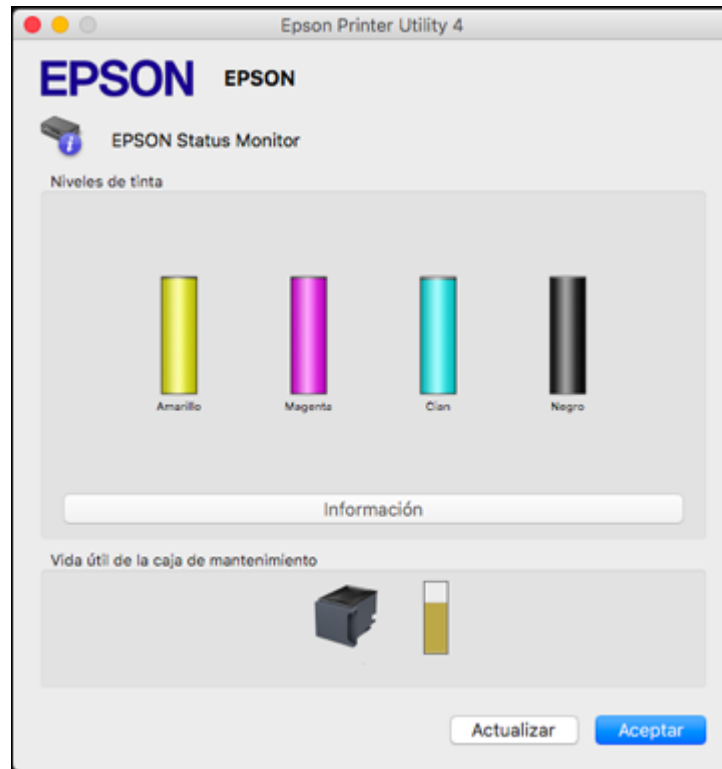 Epson Printer Utility 4
EPSON EPSON
EPSON Status Monitor
Niveles de tinta
Amarillo Magenta Cian Negro
Información
Vida útil de la caja de mantenimiento
Actualizar Aceptar